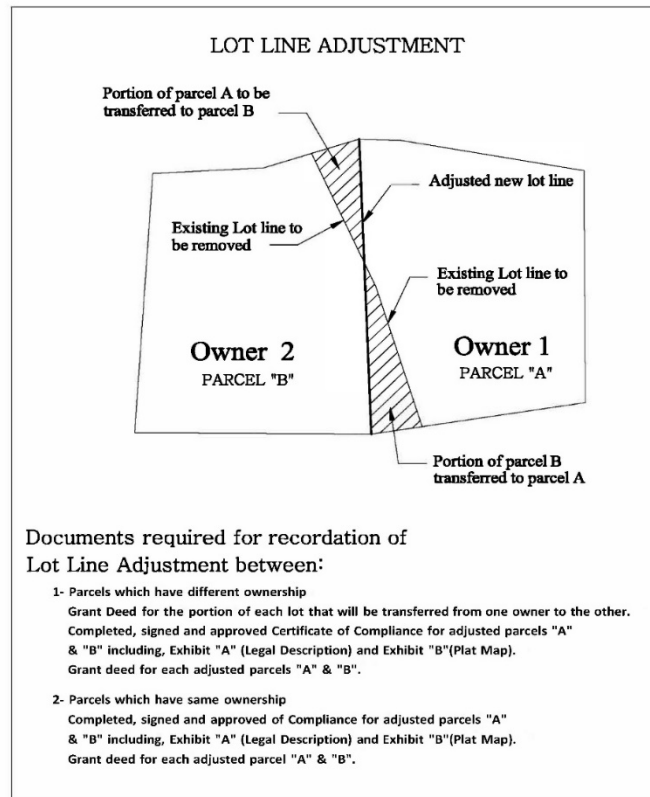 LOT LINE ADJUSTMENT
Portion of parcel A to be
transferred to parcel B
Adjusted new lot line
Existing Lot line to
be removed
Existing Lot line to
be removed
Owner 2
PARCEL "B"
Owner 1
PARCEL "A"
Portion of parcel B
transferred to parcel A
Documents required for recordation of
Lot Line Adjustment between:
1- Parcels which have different ownership
Grant Deed for the portion of each lot that will be transferred from one owner to the other.
Completed, signed and approved Certificate of Compliance for adjusted parcels "A"
& "B" including, Exhibit "A" (Legal Description) and Exhibit "B"(Plat Map).
Grant deed for each adjusted parcels "A" & "B".
2- Parcels which have same ownership
Completed, signed and approved of Compliance for adjusted parcels "A"
& "B" including, Exhibit "A" (Legal Description) and Exhibit "B"(Plat Map).
Grant deed for each adjusted parcel "A" & "B".